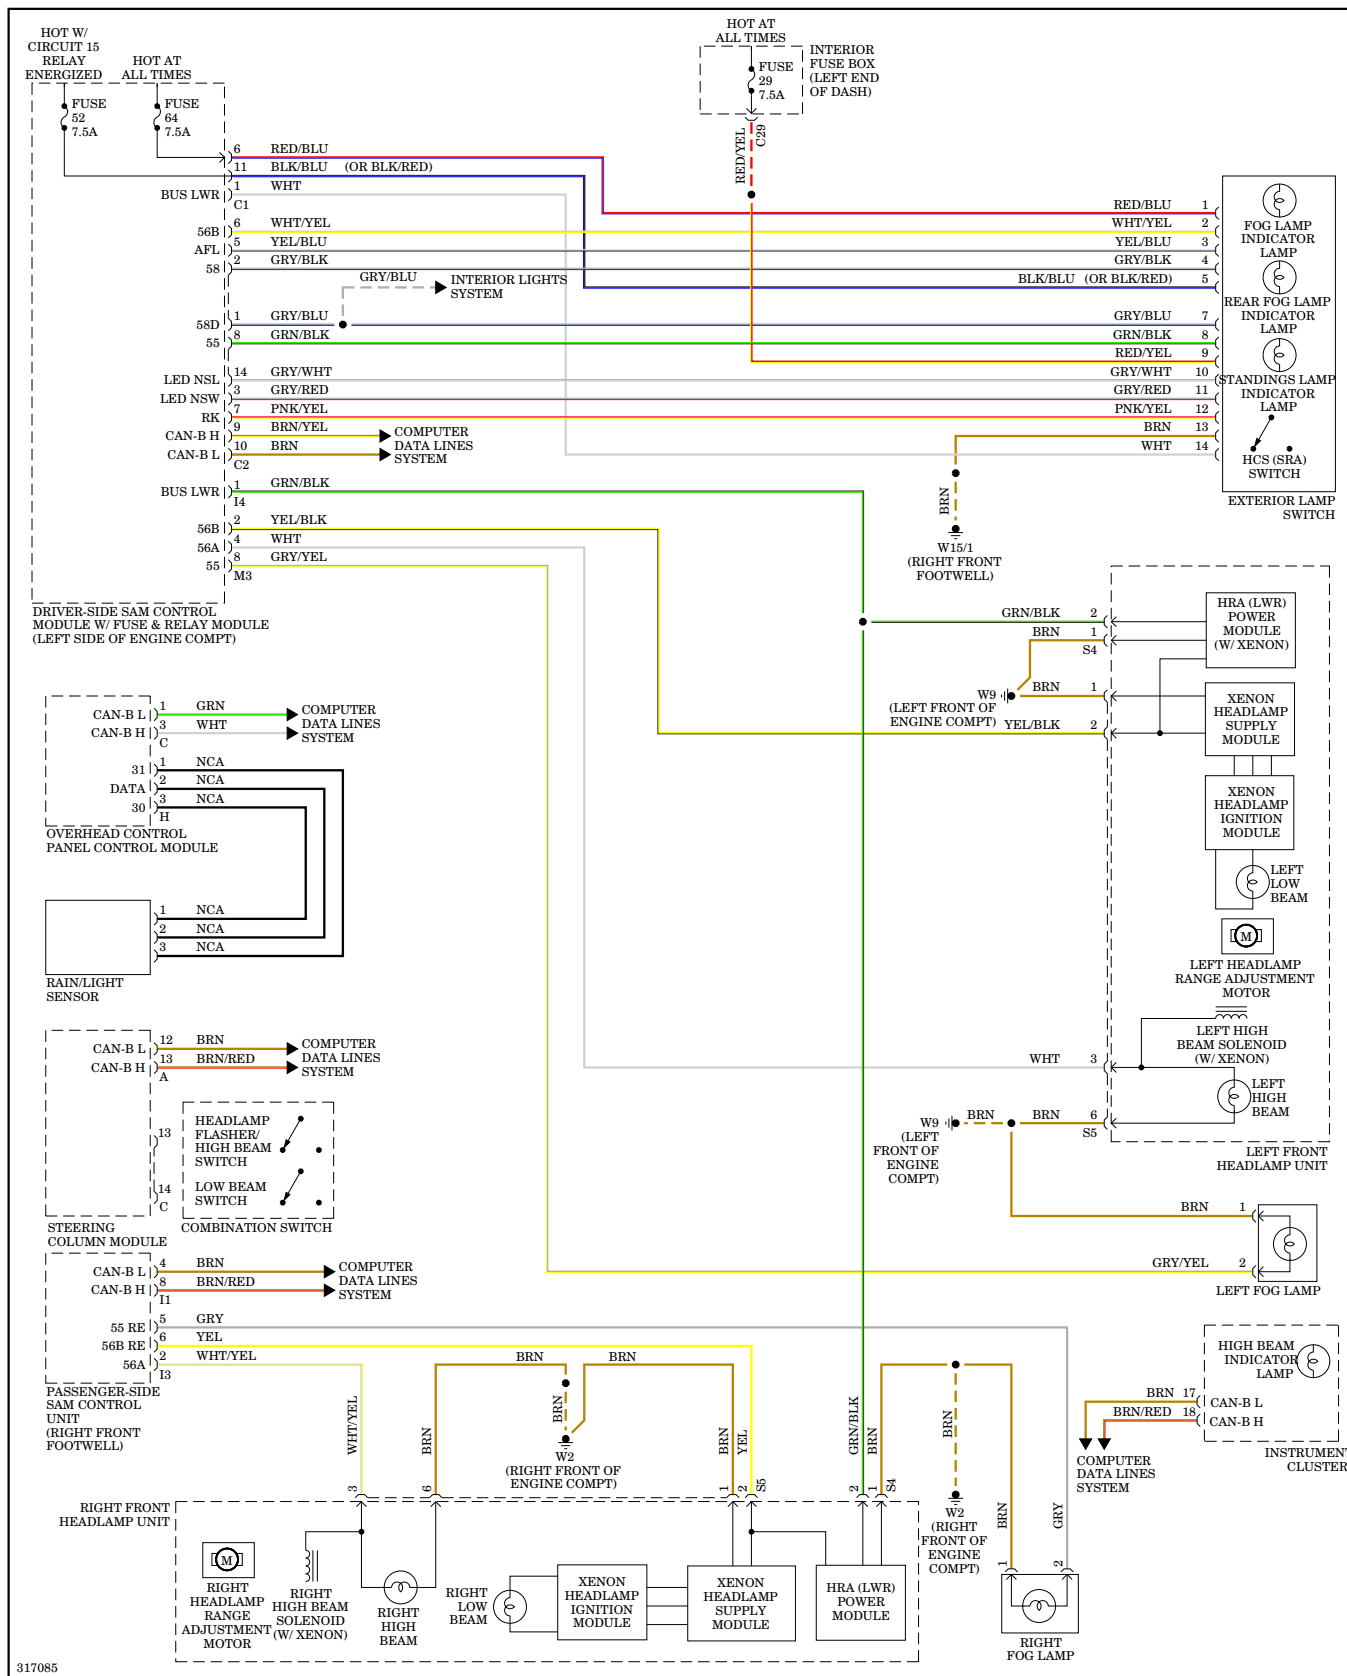 HOT W/
CIRCUIT 15
RELAY
ENERGIZED
HOT AT
ALL TIMES
FUSE
52
7.5A
FUSE
64
7.5A
HOT AT
ALL TIMES
FUSE
29
7.5A
INTERIOR
FUSE BOX
(LEFT END
OF DASH)
RED/YEL
C29
6 RED/BLU
11 BLK/BLU (OR BLK/RED)
BUS LWR 1 WHT
C1
56B 6 WHT/YEL
AFL 5 YEL/BLU
58 2 GRY/BLK
GRY/BLU
INTERIOR LIGHTS
SYSTEM
58D 1 GRY/BLU
55 8 GRN/BLK
LED NSL 14 GRY/WHT
LED NSW 3 GRY/RED
RK 7 PNK/YEL
CAN-B H 9 BRN/YEL
CAN-B L 10 BRN
C2
COMPUTER
DATA LINES
SYSTEM
BUS LWR 1 GRN/BLK
I4
56B 2 YEL/BLK
56A 4 WHT
55 8 GRY/YEL
M3
DRIVER-SIDE SAM CONTROL
MODULE W/ FUSE & RELAY MODULE
(LEFT SIDE OF ENGINE COMPT)
RED/BLU 1
WHT/YEL 2
YEL/BLU 3
GRY/BLK 4
BLK/BLU (OR BLK/RED) 5
GRY/BLU 7
GRN/BLK 8
RED/YEL 9
GRY/WHT 10
GRY/RED 11
PNK/YEL 12
BRN 13
WHT 14
FOG LAMP
INDICATOR
LAMP
REAR FOG LAMP
INDICATOR
LAMP
STANDINGS LAMP
INDICATOR
LAMP
HCS (SRA)
SWITCH
EXTERIOR LAMP
SWITCH
BRN
W15/1
(RIGHT FRONT
FOOTWELL)
GRN/BLK 2
BRN 1
S4
HRA (LWR)
POWER
MODULE
(W/ XENON)
W9
(LEFT FRONT OF
ENGINE COMPT)
BRN 1
YEL/BLK 2
XENON
HEADLAMP
SUPPLY
MODULE
XENON
HEADLAMP
IGNITION
MODULE
LEFT
LOW
BEAM
M
LEFT HEADLAMP
RANGE ADJUSTMENT
MOTOR
LEFT HIGH
BEAM SOLENOID
(W/ XENON)
WHT 3
LEFT
HIGH
BEAM
W9
(LEFT
FRONT OF
ENGINE
COMPT)
BRN
BRN 6
S5
LEFT FRONT
HEADLAMP UNIT
BRN 1
GRY/YEL 2
LEFT FOG LAMP
CAN-B L 1 GRN
CAN-B H 3 WHT
C
COMPUTER
DATA LINES
SYSTEM
31 1 NCA
DATA 2 NCA
30 3 NCA
H
OVERHEAD CONTROL
PANEL CONTROL MODULE
1 NCA
2 NCA
3 NCA
RAIN/LIGHT
SENSOR
CAN-B L 12 BRN
CAN-B H 13 BRN/RED
A
COMPUTER
DATA LINES
SYSTEM
13
14
C
HEADLAMP
FLASHER/
HIGH BEAM
SWITCH
LOW BEAM
SWITCH
COMBINATION SWITCH
STEERING
COLUMN MODULE
CAN-B L 4 BRN
CAN-B H 8 BRN/RED
I1
COMPUTER
DATA LINES
SYSTEM
55 RE 5 GRY
56B RE 6 YEL
56A 2 WHT/YEL
I3
PASSENGER-SIDE
SAM CONTROL
UNIT
(RIGHT FRONT
FOOTWELL)
HIGH BEAM
INDICATOR
LAMP
BRN 17 CAN-B L
BRN/RED 18 CAN-B H
COMPUTER
DATA LINES
SYSTEM
INSTRUMENT
CLUSTER
BRN
BRN
WHT/YEL
BRN
BRN
W2
(RIGHT FRONT OF
ENGINE COMPT)
BRN
YEL
GRN/BLK
BRN
BRN
3
6
1
2
S5
2
1
S4
W2
(RIGHT
FRONT OF
ENGINE
COMPT)
BRN
GRY
1
2
RIGHT
FOG LAMP
RIGHT FRONT
HEADLAMP UNIT
M
RIGHT
HEADLAMP
RANGE
ADJUSTMENT
MOTOR
RIGHT
HIGH BEAM
SOLENOID
(W/ XENON)
RIGHT
HIGH
BEAM
RIGHT
LOW
BEAM
XENON
HEADLAMP
IGNITION
MODULE
XENON
HEADLAMP
SUPPLY
MODULE
HRA (LWR)
POWER
MODULE
317085